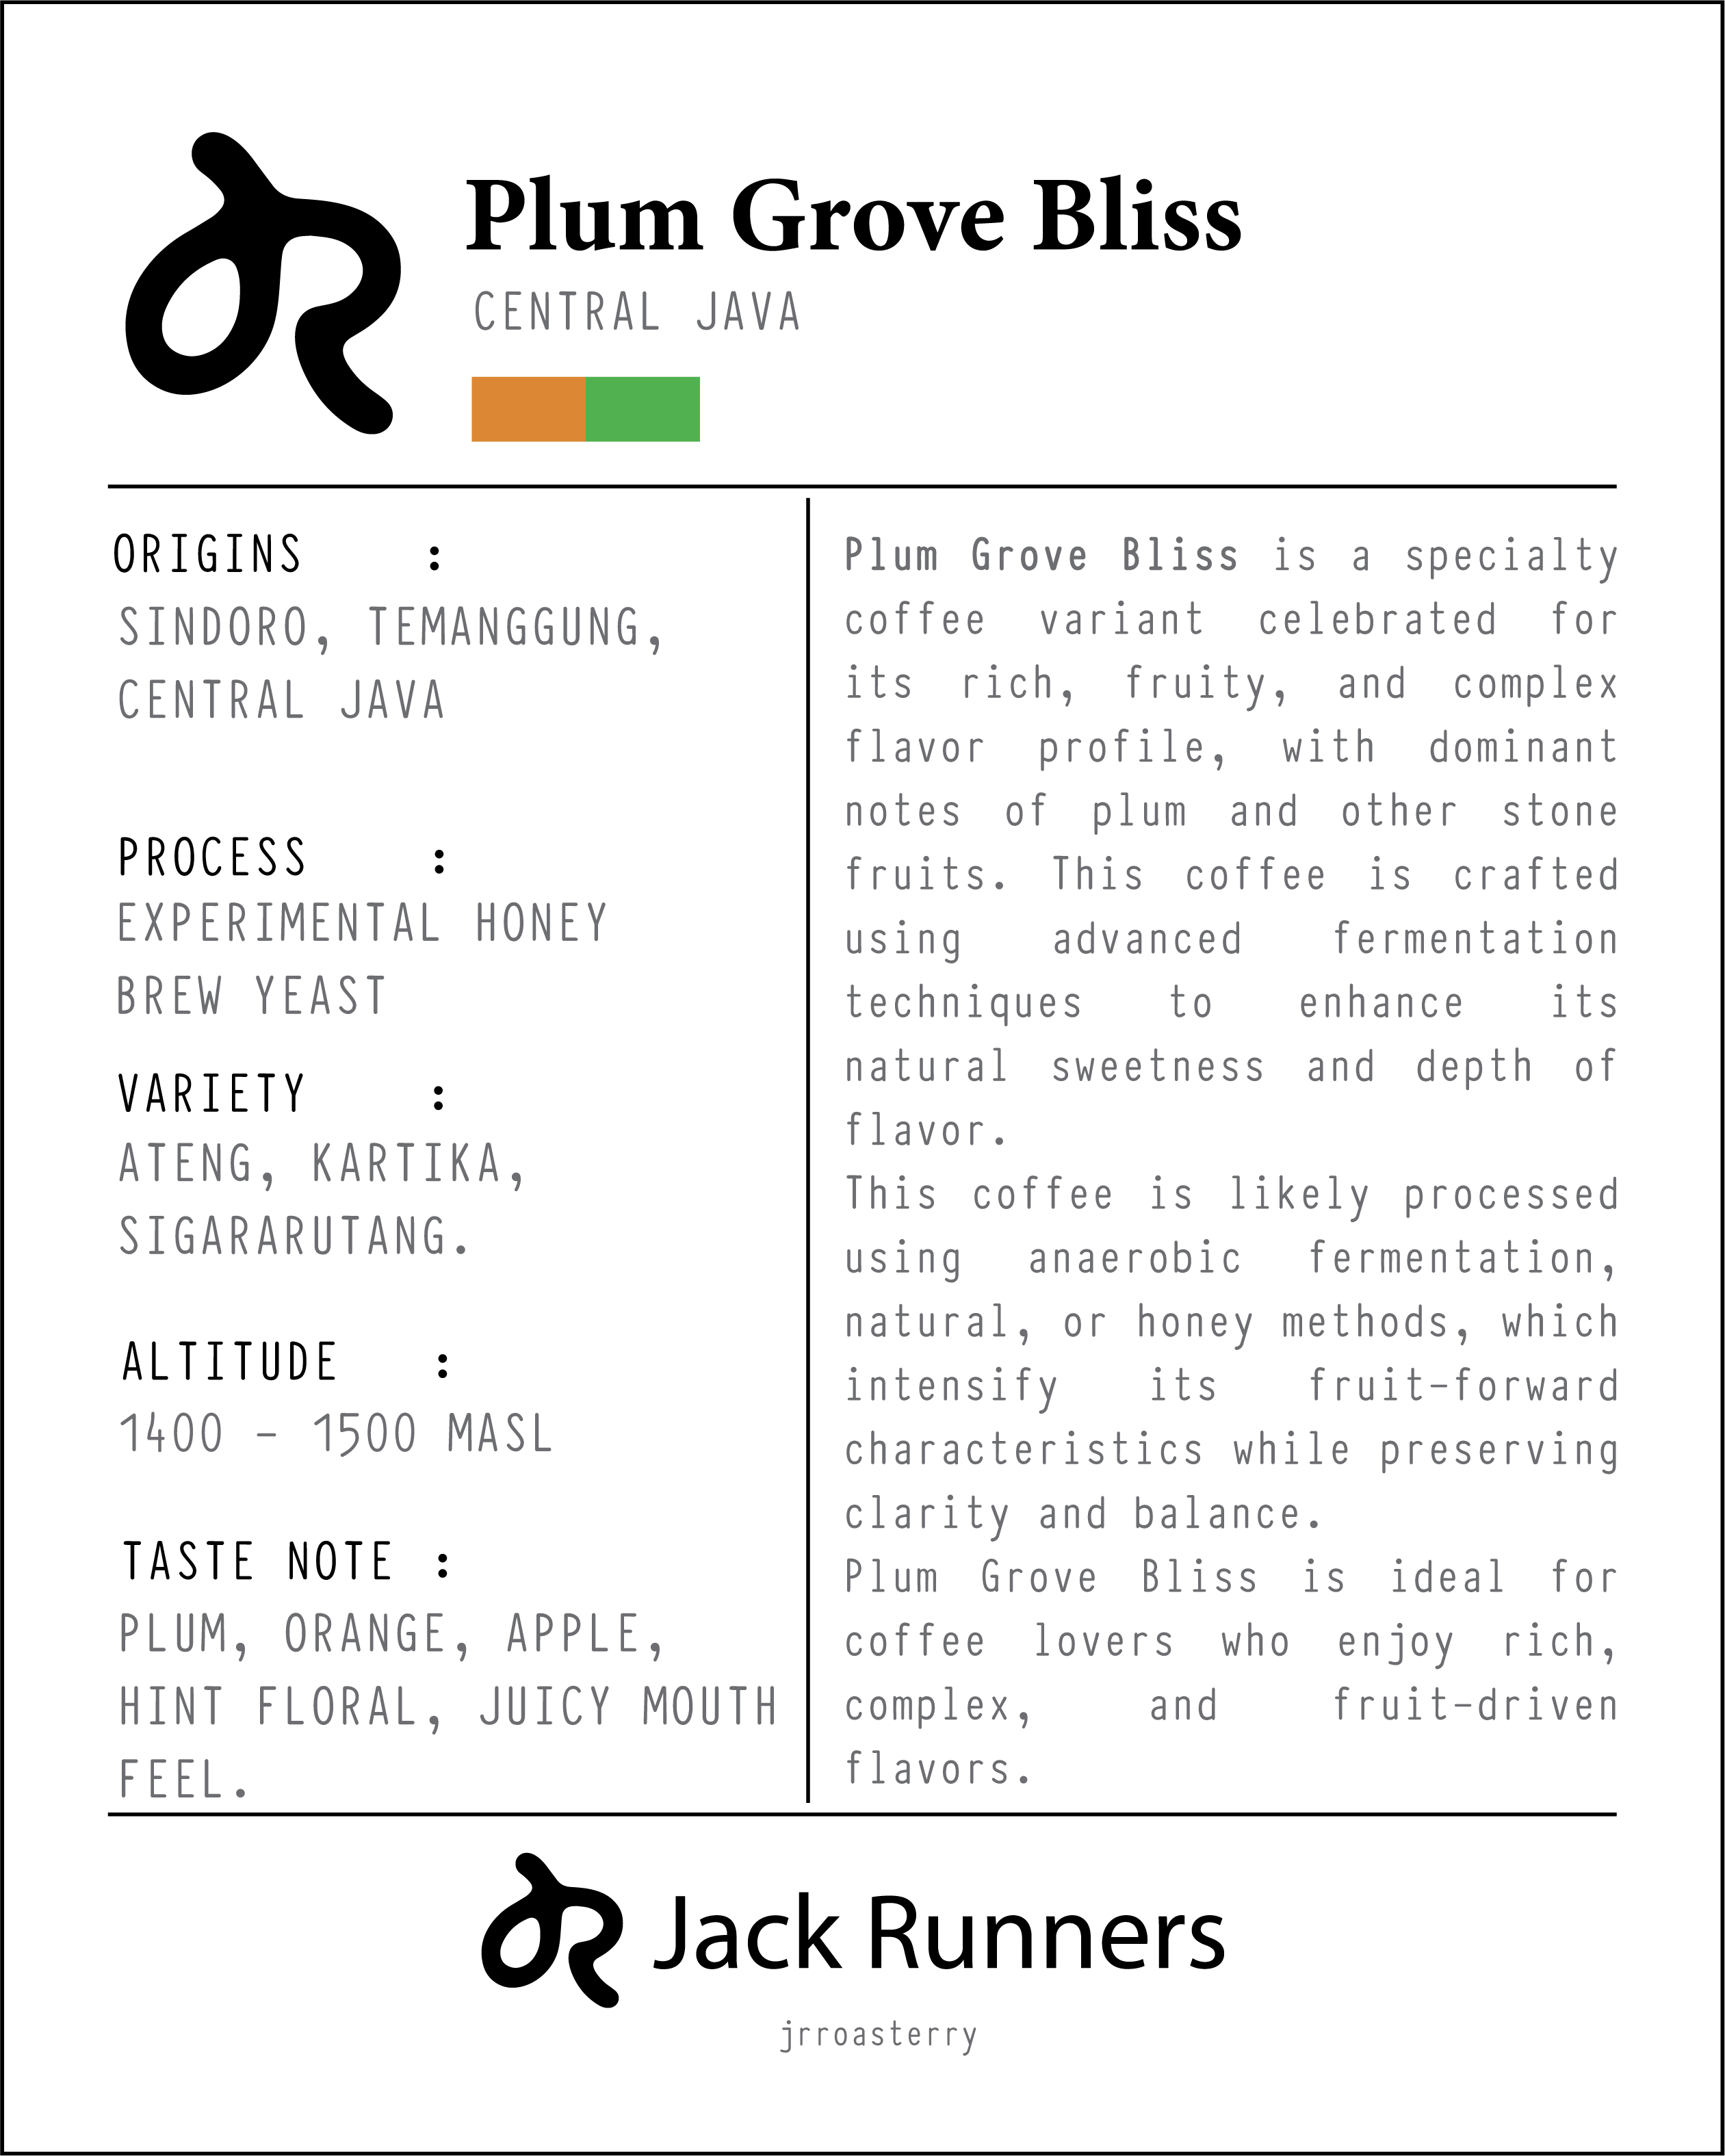 Plum Grove Bliss
CENTRAL JAVA
ORIGINS :
SINDORO, TEMANGGUNG,
CENTRAL JAVA
PROCESS :
EXPERIMENTAL HONEY
BREW YEAST
VARIETY :
ATENG, KARTIKA,
SIGARARUTANG.
ALTITUDE :
1400 – 1500 MASL
TASTE NOTE :
PLUM, ORANGE, APPLE,
HINT FLORAL, JUICY MOUTH
FEEL.
Plum Grove Bliss is a specialty
coffee variant celebrated for
its rich, fruity, and complex
flavor profile, with dominant
notes of plum and other stone
fruits. This coffee is crafted
using advanced fermentation
techniques to enhance its
natural sweetness and depth of
flavor.
This coffee is likely processed
using anaerobic fermentation,
natural, or honey methods, which
intensify its fruit-forward
characteristics while preserving
clarity and balance.
Plum Grove Bliss is ideal for
coffee lovers who enjoy rich,
complex, and fruit-driven
flavors.
Jack Runners
jrroasterry